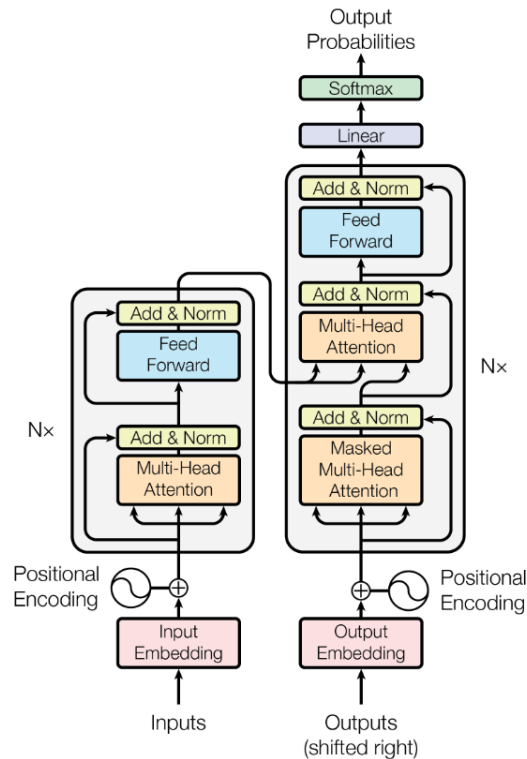 Output
Probabilities
Softmax
Linear
Add & Norm
Feed
Forward
Add & Norm
Multi-Head
Attention
Add & Norm
Masked
Multi-Head
Attention
Nx
Add & Norm
Feed
Forward
Add & Norm
Multi-Head
Attention
Nx
Positional
Encoding
Positional
Encoding
Input
Embedding
Output
Embedding
Inputs
Outputs
(shifted right)